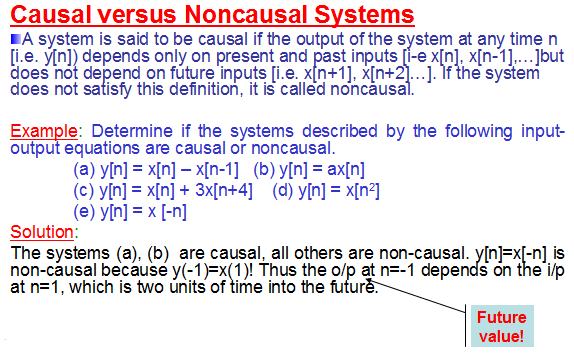 Causal versus Noncausal Systems
A system is said to be causal if the output of the system at any time n
[i.e. y[n]) depends only on present and past inputs [i-e x[n], x[n-1],…]but
does not depend on future inputs [i.e. x[n+1], x[n+2]…]. If the system
does not satisfy this definition, it is called noncausal.
Example: Determine if the systems described by the following input-
output equations are causal or noncausal.
(a) y[n] = x[n] – x[n-1] (b) y[n] = ax[n]
(c) y[n] = x[n] + 3x[n+4] (d) y[n] = x[n²]
(e) y[n] = x [-n]
Solution:
The systems (a), (b) are causal, all others are non-causal. y[n]=x[-n] is
non-causal because y(-1)=x(1)! Thus the o/p at n=-1 depends on the i/p
at n=1, which is two units of time into the future.
Future
value!